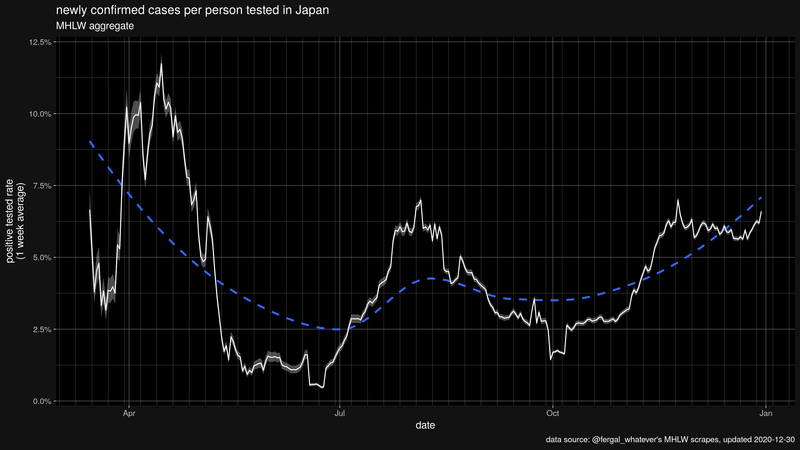 newly confirmed cases per person tested in Japan
MHLW aggregate
12.5%
10.0%
7.5%
5.0%
2.5%
0.0%
positive tested rate
(1 week average)
Apr
Jul
Oct
Jan
date
data source: @fergal_whatever's MHLW scrapes, updated 2020-12-30